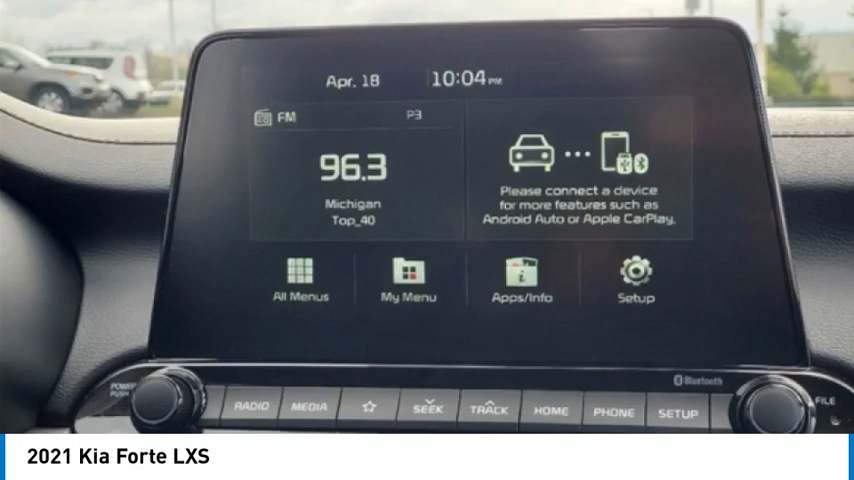 Apr. 18 10:04 PM
FM P3
96.3
Michigan
Top_40
Please connect a device
for more features such as
Android Auto or Apple CarPlay.
All Menus My Menu Apps/Info Setup
Bluetooth
POWER
PUSH
RADIO MEDIA SEEK TRACK HOME PHONE SETUP
FILE
2021 Kia Forte LXS